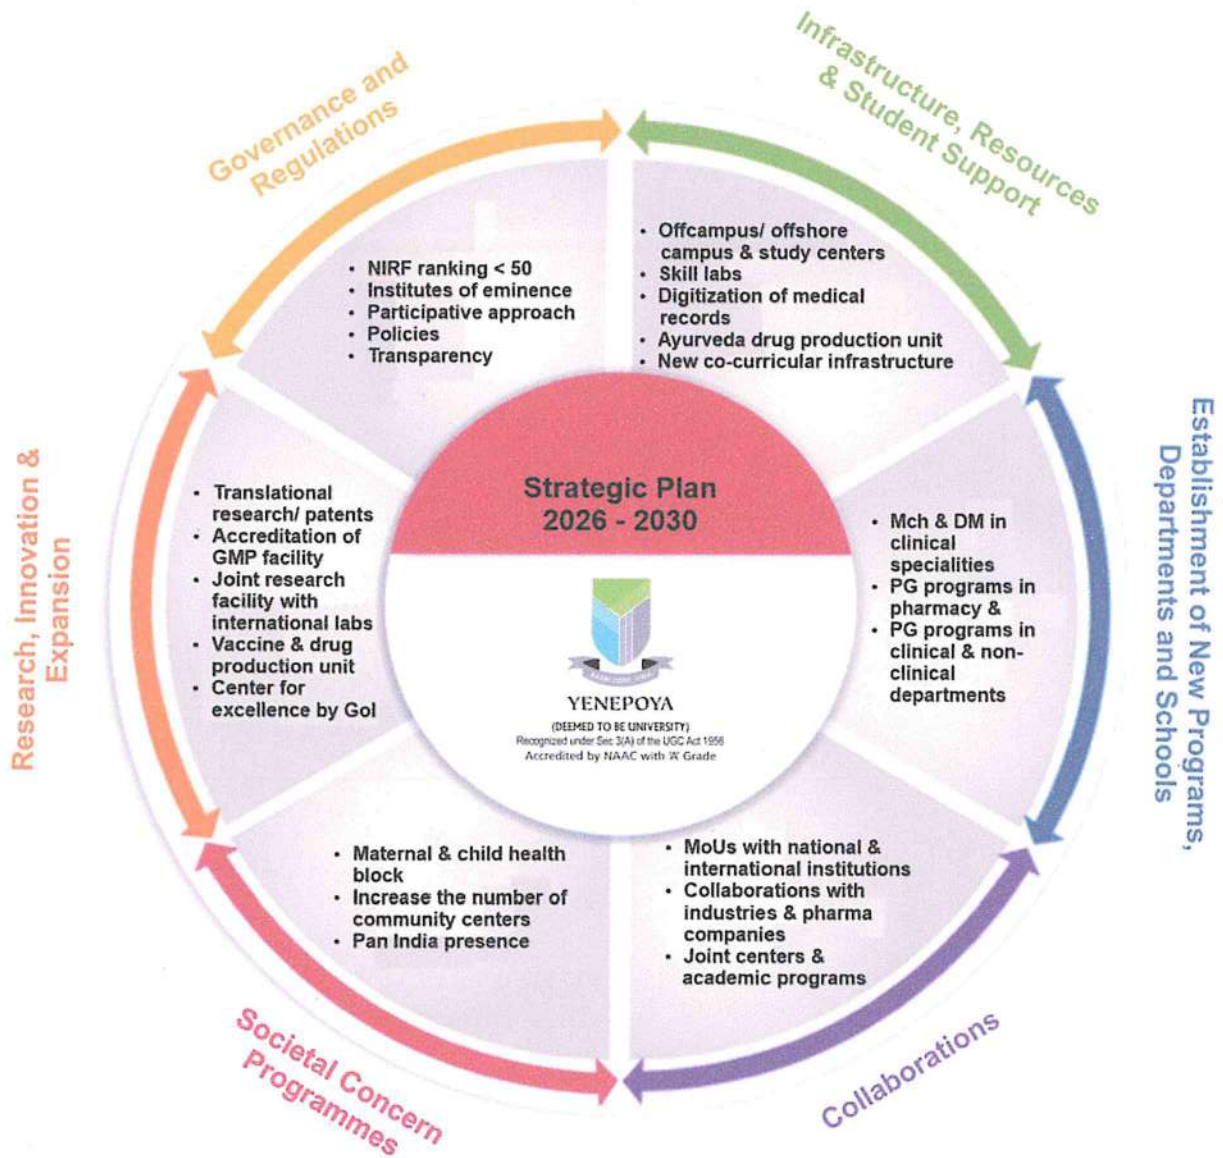 Governance and
Regulations
Infrastructure, Resources
& Student Support
• NIRF ranking < 50
• Institutes of eminence
• Participative approach
• Policies
• Transparency
• Offcampus/ offshore
campus & study centers
• Skill labs
• Digitization of medical
records
• Ayurveda drug production unit
• New co-curricular infrastructure
Establishment of New Programs,
Departments and Schools
• Mch & DM in
clinical
specialities
• PG programs in
pharmacy &
• PG programs in
clinical & non-
clinical
departments
Research, Innovation &
Expansion
• Translational
research/ patents
• Accreditation of
GMP facility
• Joint research
facility with
international labs
• Vaccine & drug
production unit
• Center for
excellence by GoI
Strategic Plan
2026 - 2030
YENEPOYA
(DEEMED TO BE UNIVERSITY)
Recognized under Sec 3(A) of the UGC Act 1956
Accredited by NAAC with 'A' Grade
• Maternal & child health
block
• Increase the number of
community centers
• Pan India presence
• MoUs with national &
international institutions
• Collaborations with
industries & pharma
companies
• Joint centers &
academic programs
Societal Concern
Programmes
Collaborations